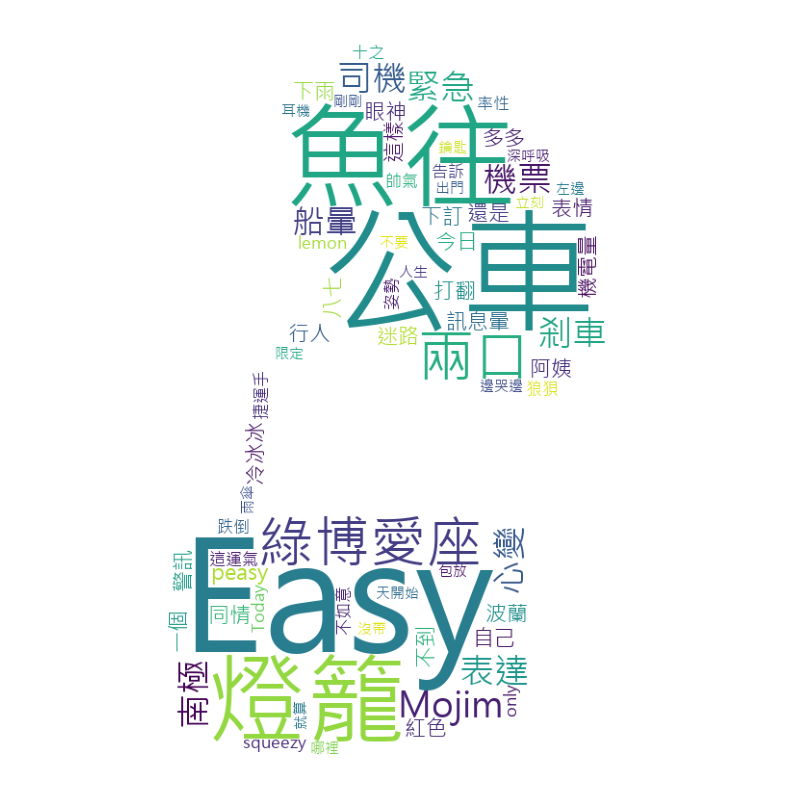 十之
司機
緊急
下雨
剛剛
耳機
眼神
率性
魚往
這樣
鑰匙
多多
深呼吸
告訴
機票
帥氣
出門
左邊
立刻
船暈
下訂
還是
表情
lemon
不要
今日
公車
機電量
人生
八七
姿勢
打翻
訊息暈
行人
迷路
剎車
限定
兩口
阿姨
邊哭邊
狼狽
捷運手
冷冰冰
雨傘
跌倒
綠博愛座
心變
這運氣
警訊
peasy
Easy
包放
Today
不如意
天開始
一個
同情
波蘭
沒帶
不到
自己
燈籠
表達
南極
Mojim
only
就算
紅色
squeezy
哪裡